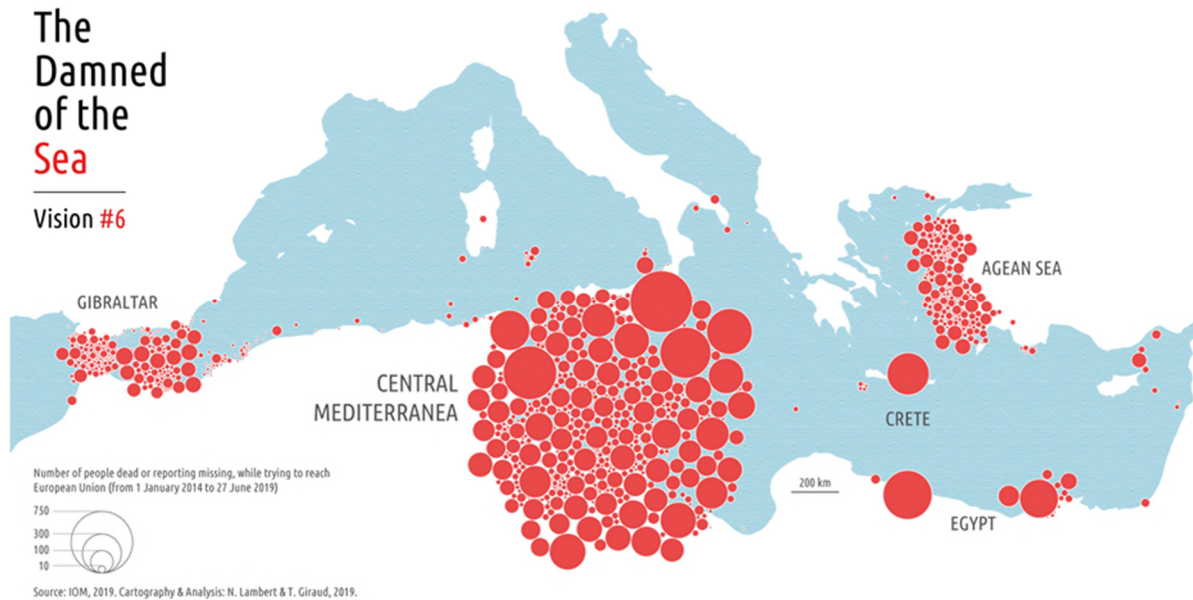 The
Damned
of the
Sea
Vision #6
GIBRALTAR
CENTRAL
MEDITERRANEA
AGEAN SEA
CRETE
EGYPT
200 km
Number of people dead or reporting missing, while trying to reach
European Union (from 1 January 2014 to 27 June 2019)
750
300
100
10
Source: IOM, 2019. Cartography & Analysis: N. Lambert & T. Giraud, 2019.